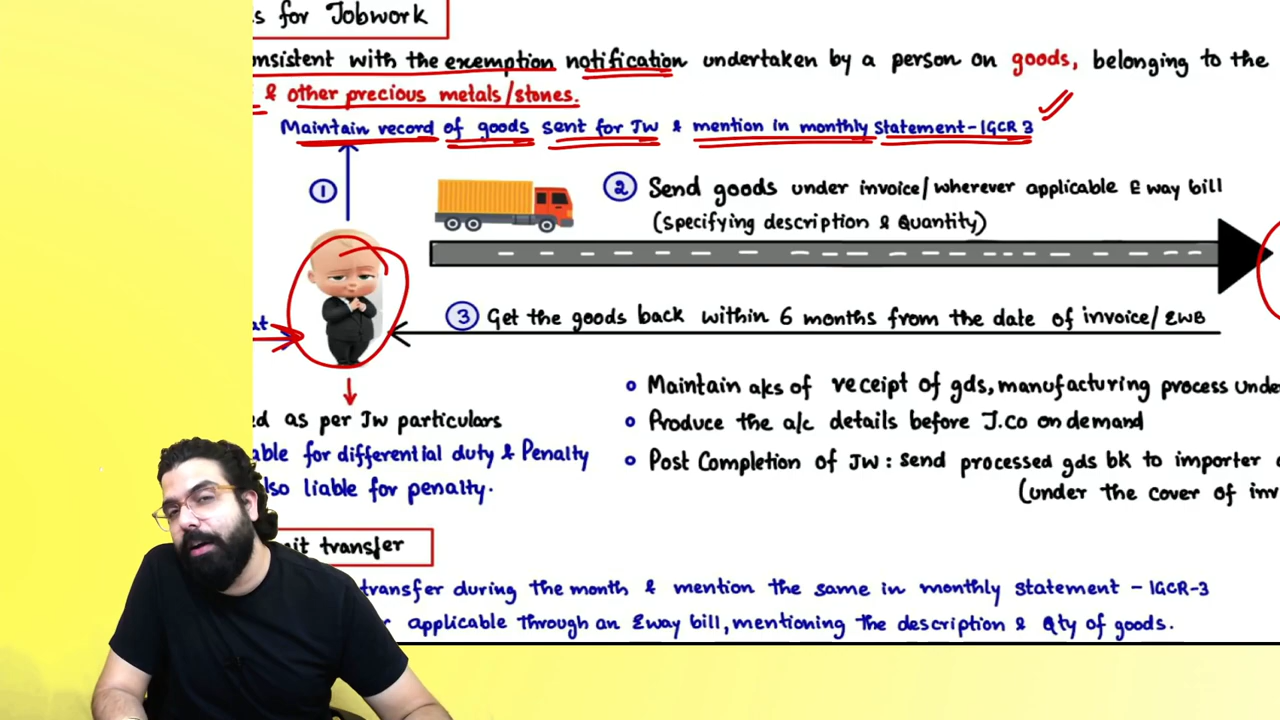 s for Jobwork
onsistent with the exemption notification undertaken by a person on goods, belonging to the
& other precious metals/stones.
Maintain record of goods sent for JW & mention in monthly Statement-IGCR 3
1
2 Send goods under invoice/wherever applicable E way bill
(specifying description & Quantity)
3 Get the goods back within 6 months from the date of invoice/EWB
at
Maintain aks of receipt of gds, manufacturing process unde
ed as per JW particulars
Produce the a/c details before J.Co on demand
able for differential duty & Penalty
Post Completion of JW: send processed gds bk to importer
lso liable for penalty.
(under the cover of inv
nit transfer
transfer during the month & mention the same in monthly statement - IGCR-3
applicable through an Eway bill, mentioning the description & Qty of goods.